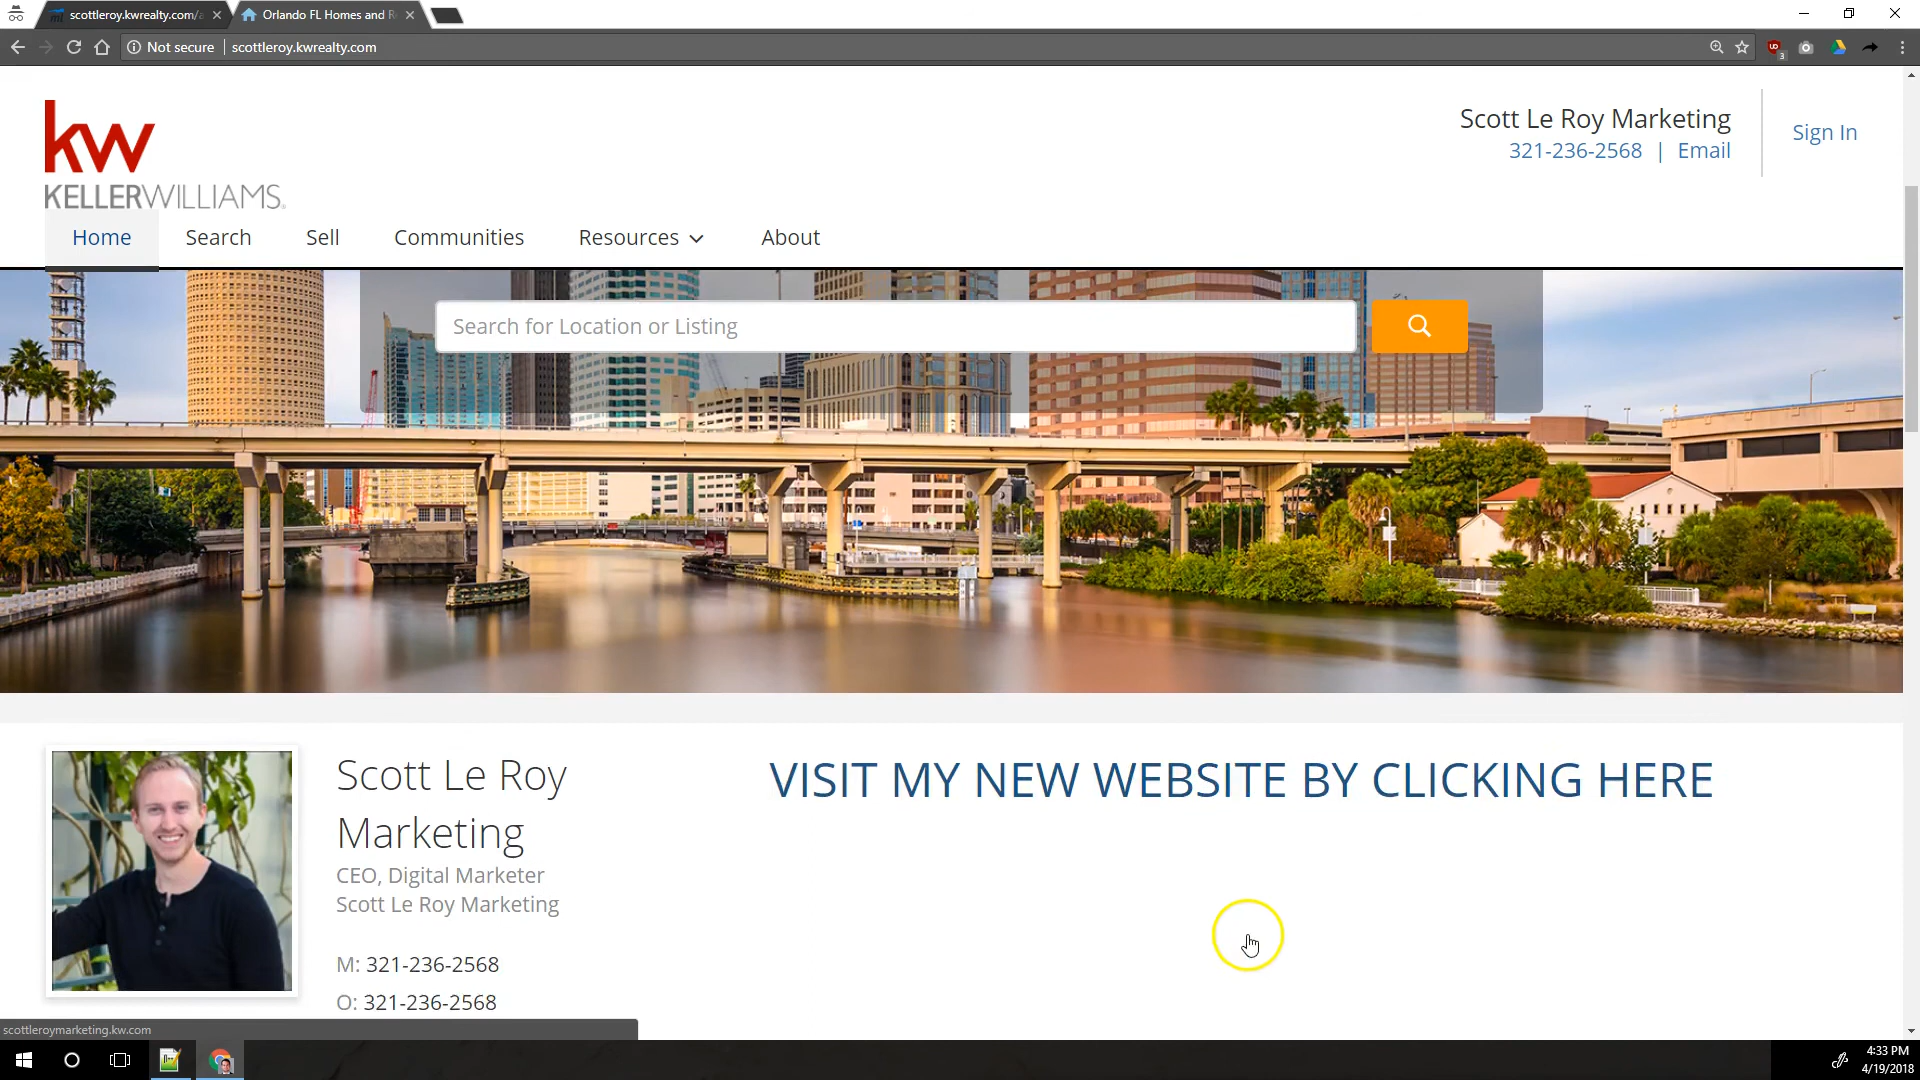 scottleroy.kwrealty.com/a
Orlando FL Homes and R
Not secure
scottleroy.kwrealty.com
3
kw
KELLERWILLIAMS.
Scott Le Roy Marketing
321-236-2568 | Email
Sign In
Home
Search
Sell
Communities
Resources
About
Search for Location or Listing
Scott Le Roy
Marketing
CEO, Digital Marketer
Scott Le Roy Marketing
M: 321-236-2568
O: 321-236-2568
VISIT MY NEW WEBSITE BY CLICKING HERE
scottleroymarketing.kw.com
4:33 PM
4/19/2018